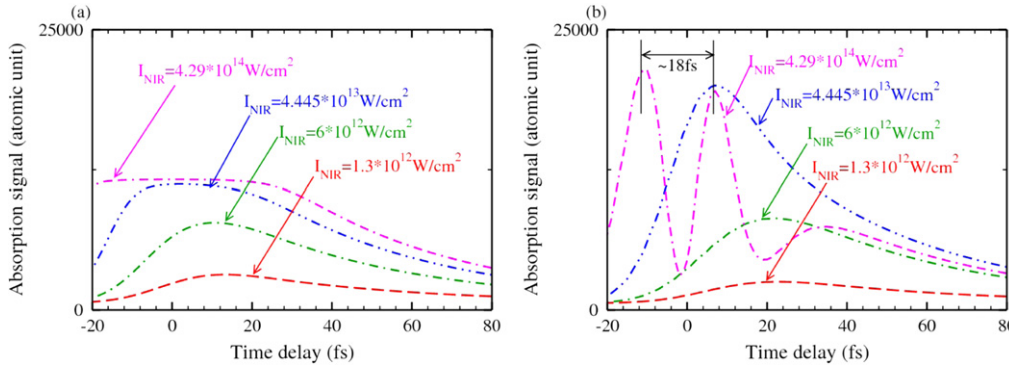 (a)
25000
I_NIR=4.29*10^14W/cm^2
I_NIR=4.445*10^13W/cm^2
I_NIR=6*10^12W/cm^2
I_NIR=1.3*10^12W/cm^2
Absorption signal (atomic unit)
0
-20 0 20 40 60 80
Time delay (fs)
(b)
25000
~18fs
I_NIR=4.29*10^14W/cm^2
I_NIR=4.445*10^13W/cm^2
I_NIR=6*10^12W/cm^2
I_NIR=1.3*10^12W/cm^2
Absorption signal (atomic unit)
0
-20 0 20 40 60 80
Time delay (fs)